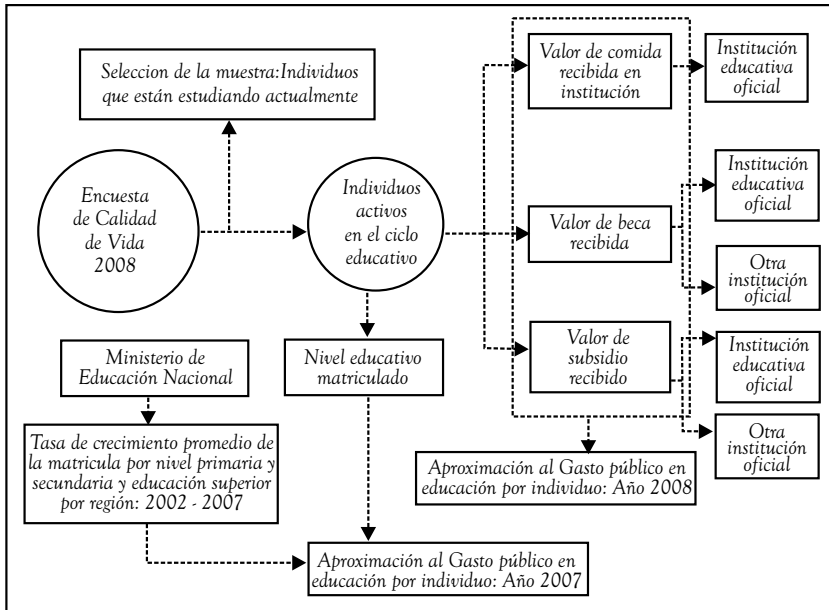 Seleccion de la muestra:Individuos
que están estudiando actualmente
Encuesta
de Calidad
de Vida
2008
Individuos
activos
en el ciclo
educativo
Valor de comida
recibida en
institución
Institución
educativa
oficial
Valor de beca
recibida
Institución
educativa
oficial
Otra
institución
oficial
Valor de
subsidio
recibido
Institución
educativa
oficial
Otra
institución
oficial
Ministerio de
Educación Nacional
Nivel educativo
matriculado
Tasa de crecimiento promedio de
la matricula por nivel primaria y
secundaria y educación superior
por región: 2002 - 2007
Aproximación al Gasto público en
educación por individuo: Año 2008
Aproximación al Gasto público en
educación por individuo: Año 2007